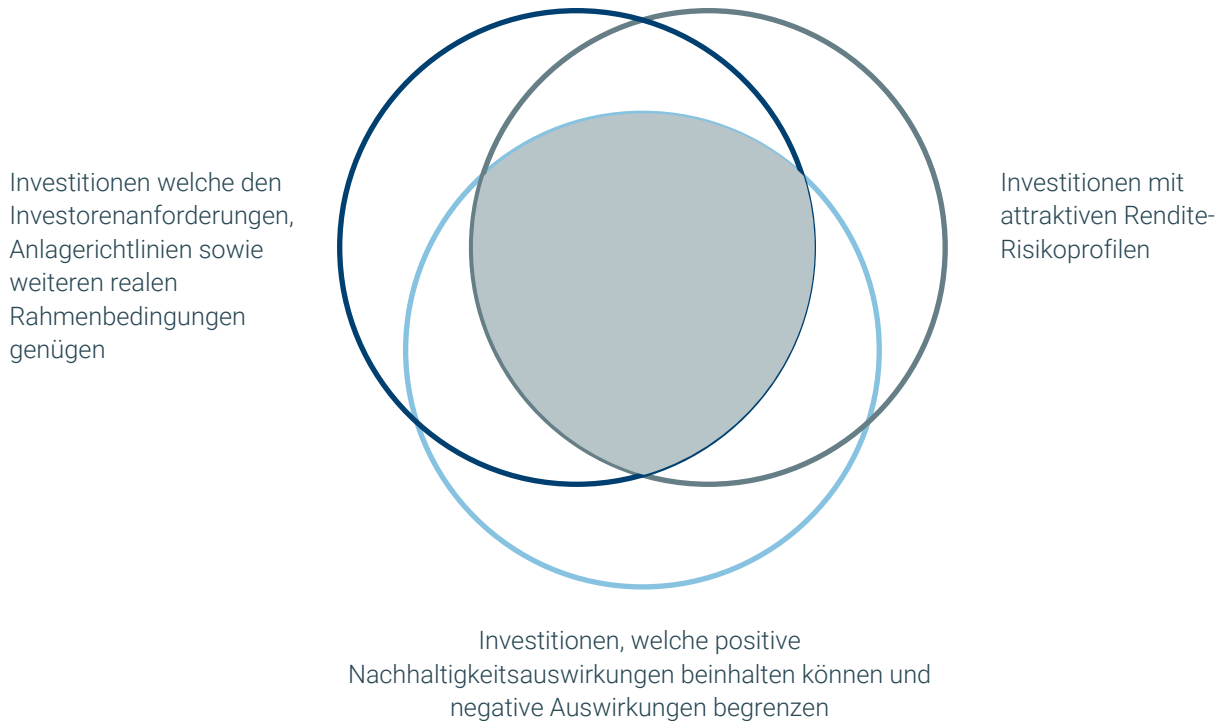 Investitionen welche den
Investorenanforderungen,
Anlagerichtlinien sowie
weiteren realen
Rahmenbedingungen
genügen
Investitionen mit
attraktiven Rendite-
Risikoprofilen
Investitionen, welche positive
Nachhaltigkeitsauswirkungen beinhalten können und
negative Auswirkungen begrenzen